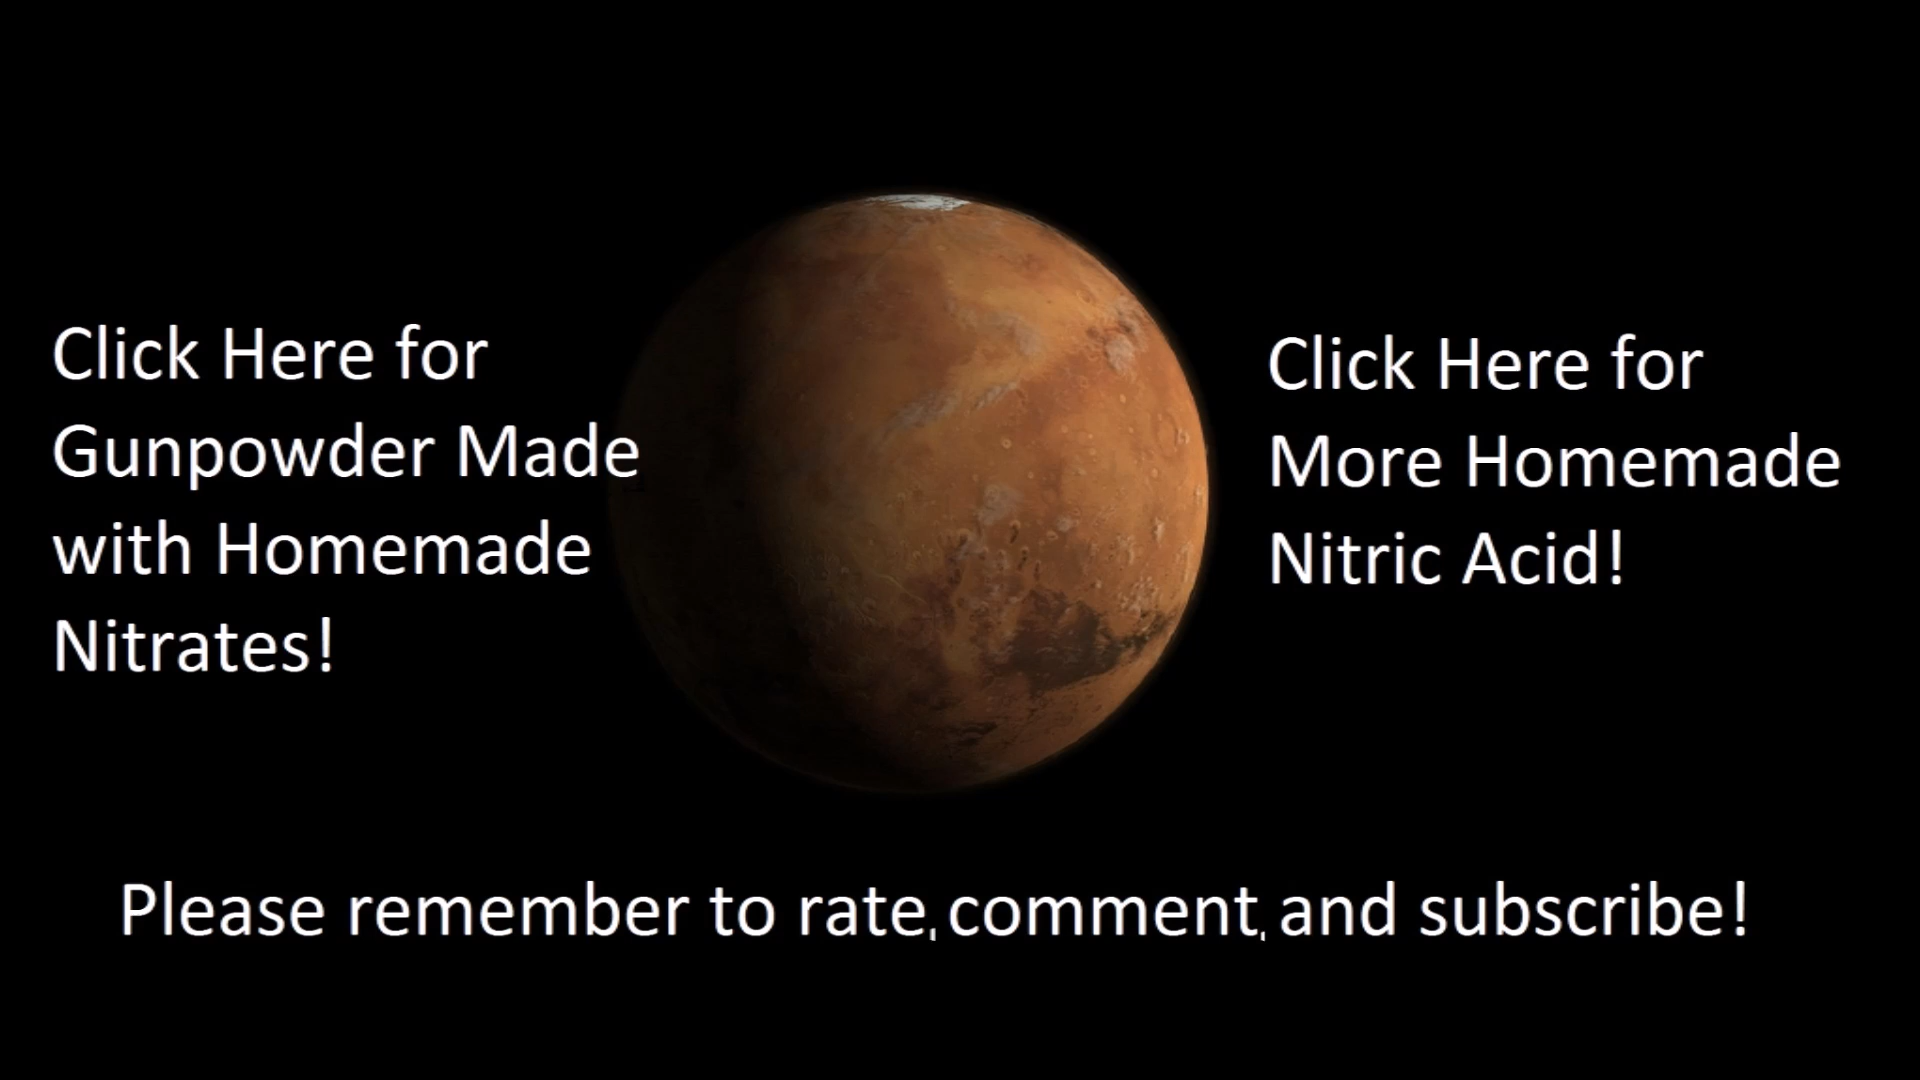 Click Here for
Gunpowder Made
with Homemade
Nitrates!
Click Here for
More Homemade
Nitric Acid!
Please remember to rate, comment, and subscribe!